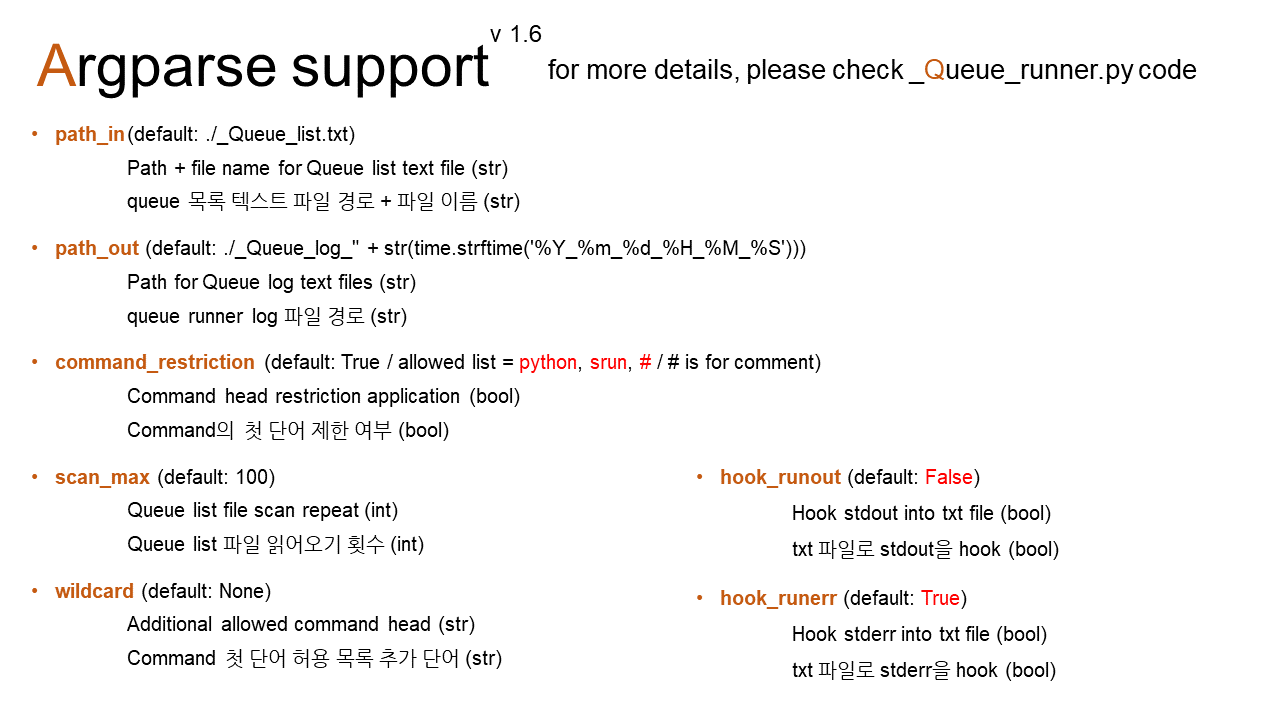 Argparse support v 1.6 for more details, please check _Queue_runner.py code
• path_in (default: ./_Queue_list.txt)
Path + file name for Queue list text file (str)
queue 목록 텍스트 파일 경로 + 파일 이름 (str)
• path_out (default: ./_Queue_log_" + str(time.strftime('%Y_%m_%d_%H_%M_%S')))
Path for Queue log text files (str)
queue runner log 파일 경로 (str)
• command_restriction (default: True / allowed list = python, srun, # / # is for comment)
Command head restriction application (bool)
Command의 첫 단어 제한 여부 (bool)
• scan_max (default: 100)
Queue list file scan repeat (int)
Queue list 파일 읽어오기 횟수 (int)
• wildcard (default: None)
Additional allowed command head (str)
Command 첫 단어 허용 목록 추가 단어 (str)
• hook_runout (default: False)
Hook stdout into txt file (bool)
txt 파일로 stdout을 hook (bool)
• hook_runerr (default: True)
Hook stderr into txt file (bool)
txt 파일로 stderr을 hook (bool)